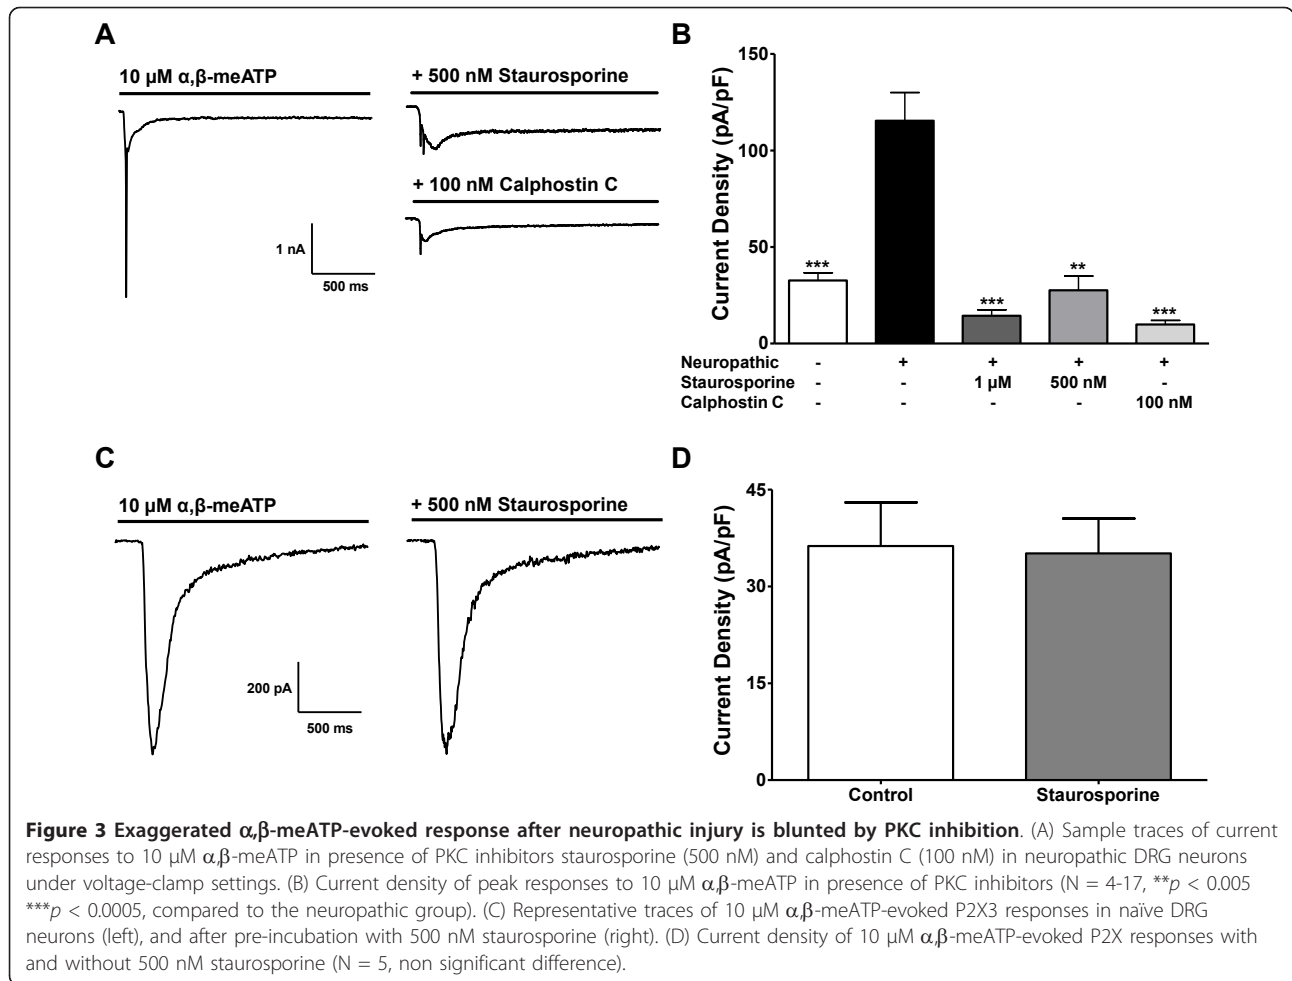 A
10 µM α,β-meATP
+ 500 nM Staurosporine
+ 100 nM Calphostin C
1 nA
500 ms
B
Current Density (pA/pF)
150
100
50
0
***
***
**
***
Neuropathic - + + + +
Staurosporine - - 1 µM 500 nM -
Calphostin C - - - - 100 nM
C
10 µM α,β-meATP
+ 500 nM Staurosporine
200 pA
500 ms
D
Current Density (pA/pF)
45
30
15
0
Control Staurosporine
Figure 3 Exaggerated α,β-meATP-evoked response after neuropathic injury is blunted by PKC inhibition. (A) Sample traces of current
responses to 10 µM α,β-meATP in presence of PKC inhibitors staurosporine (500 nM) and calphostin C (100 nM) in neuropathic DRG neurons
under voltage-clamp settings. (B) Current density of peak responses to 10 µM α,β-meATP in presence of PKC inhibitors (N = 4-17, **p < 0.005
***p < 0.0005, compared to the neuropathic group). (C) Representative traces of 10 µM α,β-meATP-evoked P2X3 responses in naïve DRG
neurons (left), and after pre-incubation with 500 nM staurosporine (right). (D) Current density of 10 µM α,β-meATP-evoked P2X responses with
and without 500 nM staurosporine (N = 5, non significant difference).